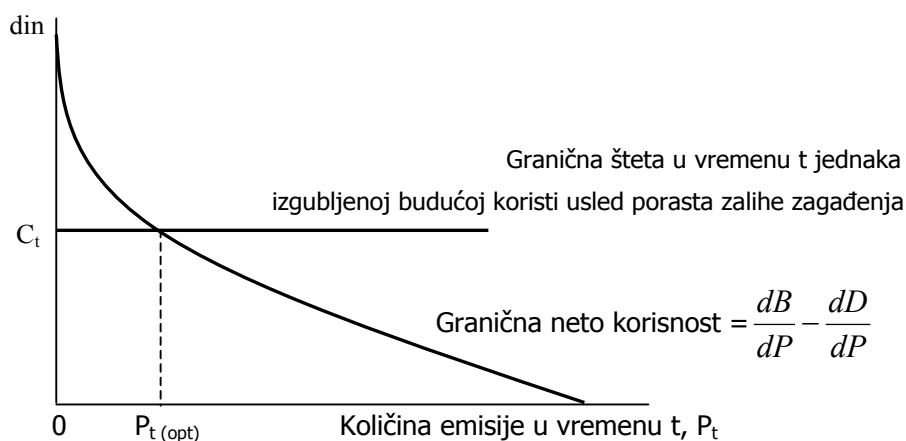 din
Granična šteta u vremenu t jednaka
izgubljenoj budućoj koristi usled porasta zalihe zagađenja
C_t
Granična neto korisnost = dB/dP − dD/dP
0 P_t (opt) Količina emisije u vremenu t, P_t